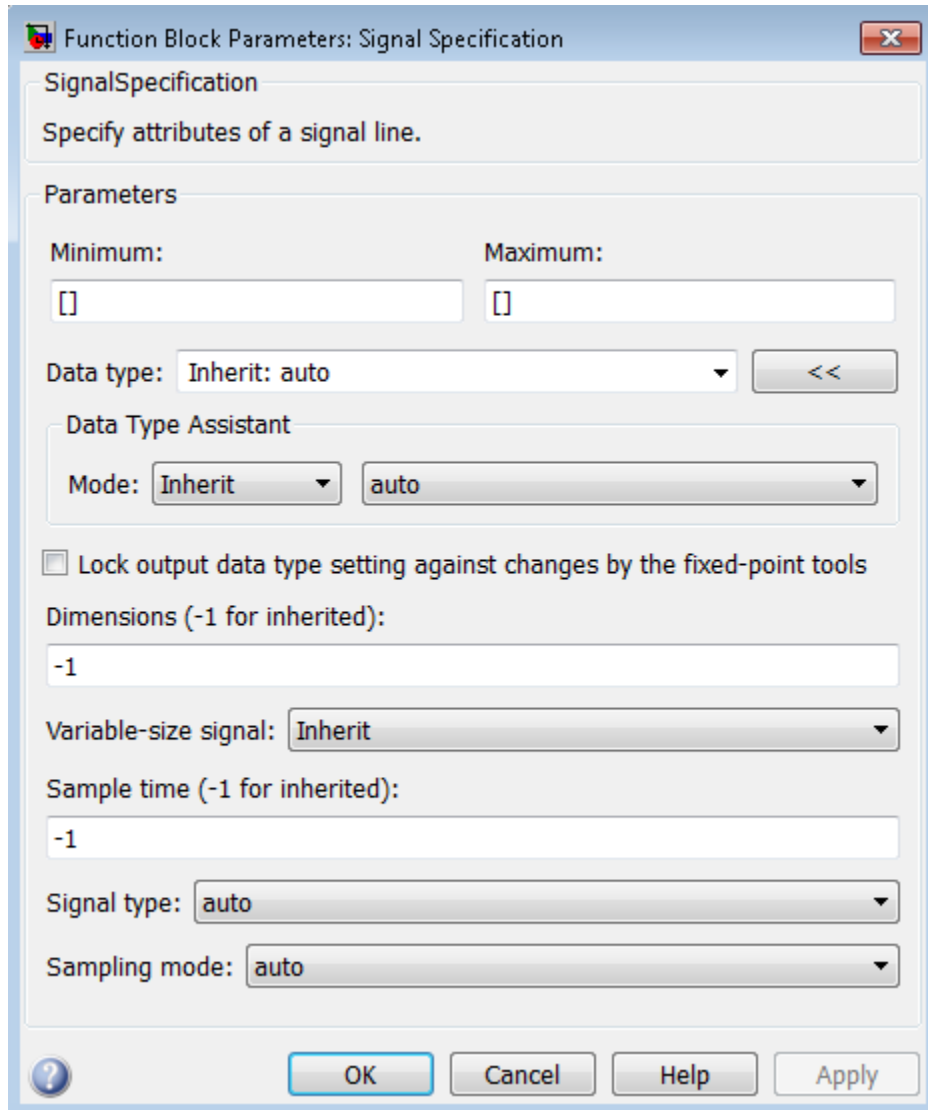 Function Block Parameters: Signal Specification
SignalSpecification
Specify attributes of a signal line.
Parameters
Minimum: Maximum:
[] []
Data type: Inherit: auto <<
Data Type Assistant
Mode: Inherit auto
Lock output data type setting against changes by the fixed-point tools
Dimensions (-1 for inherited):
-1
Variable-size signal: Inherit
Sample time (-1 for inherited):
-1
Signal type: auto
Sampling mode: auto
? OK Cancel Help Apply